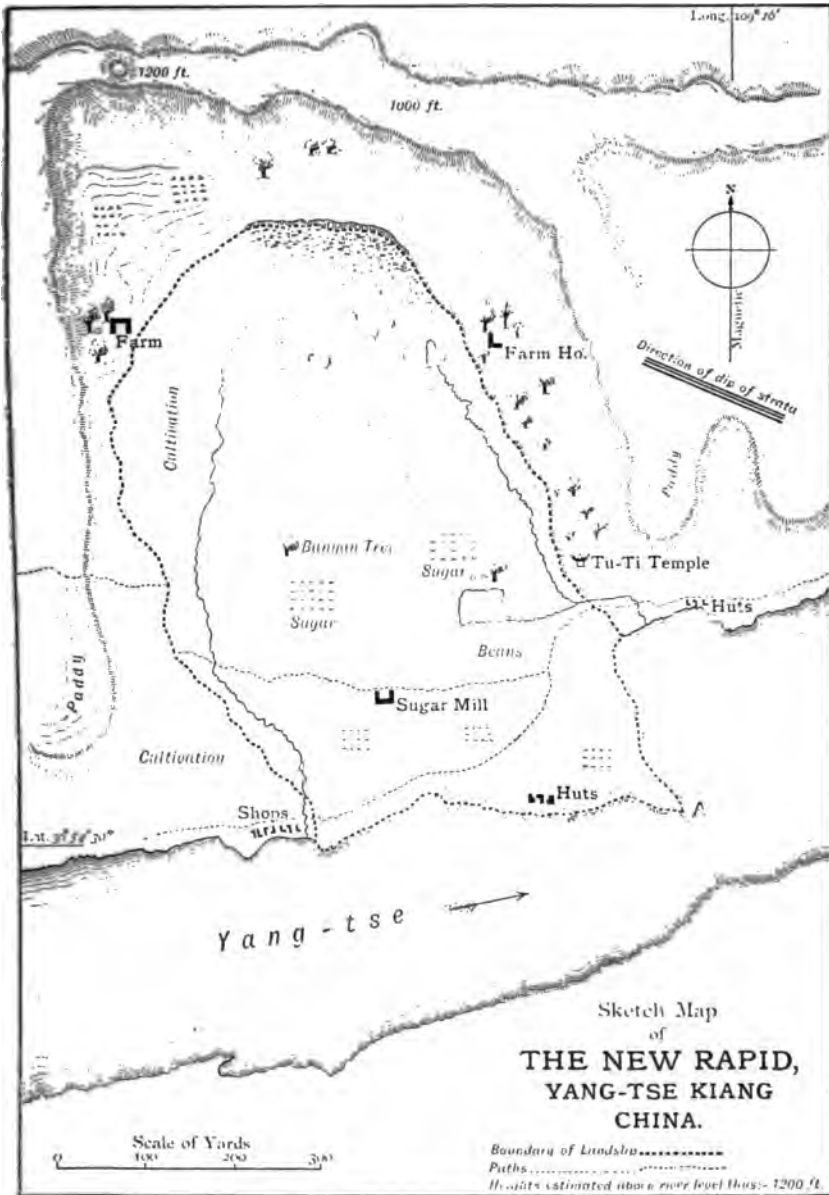 Long. 109° 16'
1200 ft.
1000 ft.
N
Magnetic
Farm
Farm Ho.
Direction of dip of strata
Cultivation
Paddy
Banyan Tree
Sugar
Tu-Ti Temple
Sugar
Huts
Beans
Paddy
Sugar Mill
Cultivation
Huts
A
Shops
Lat.
Yang-tse
Sketch Map
of
THE NEW RAPID,
YANG-TSE KIANG
CHINA.
Scale of Yards
0 100 200 300
Boundary of Landslip
Paths
Heights estimated above river level thus:- 1200 ft.